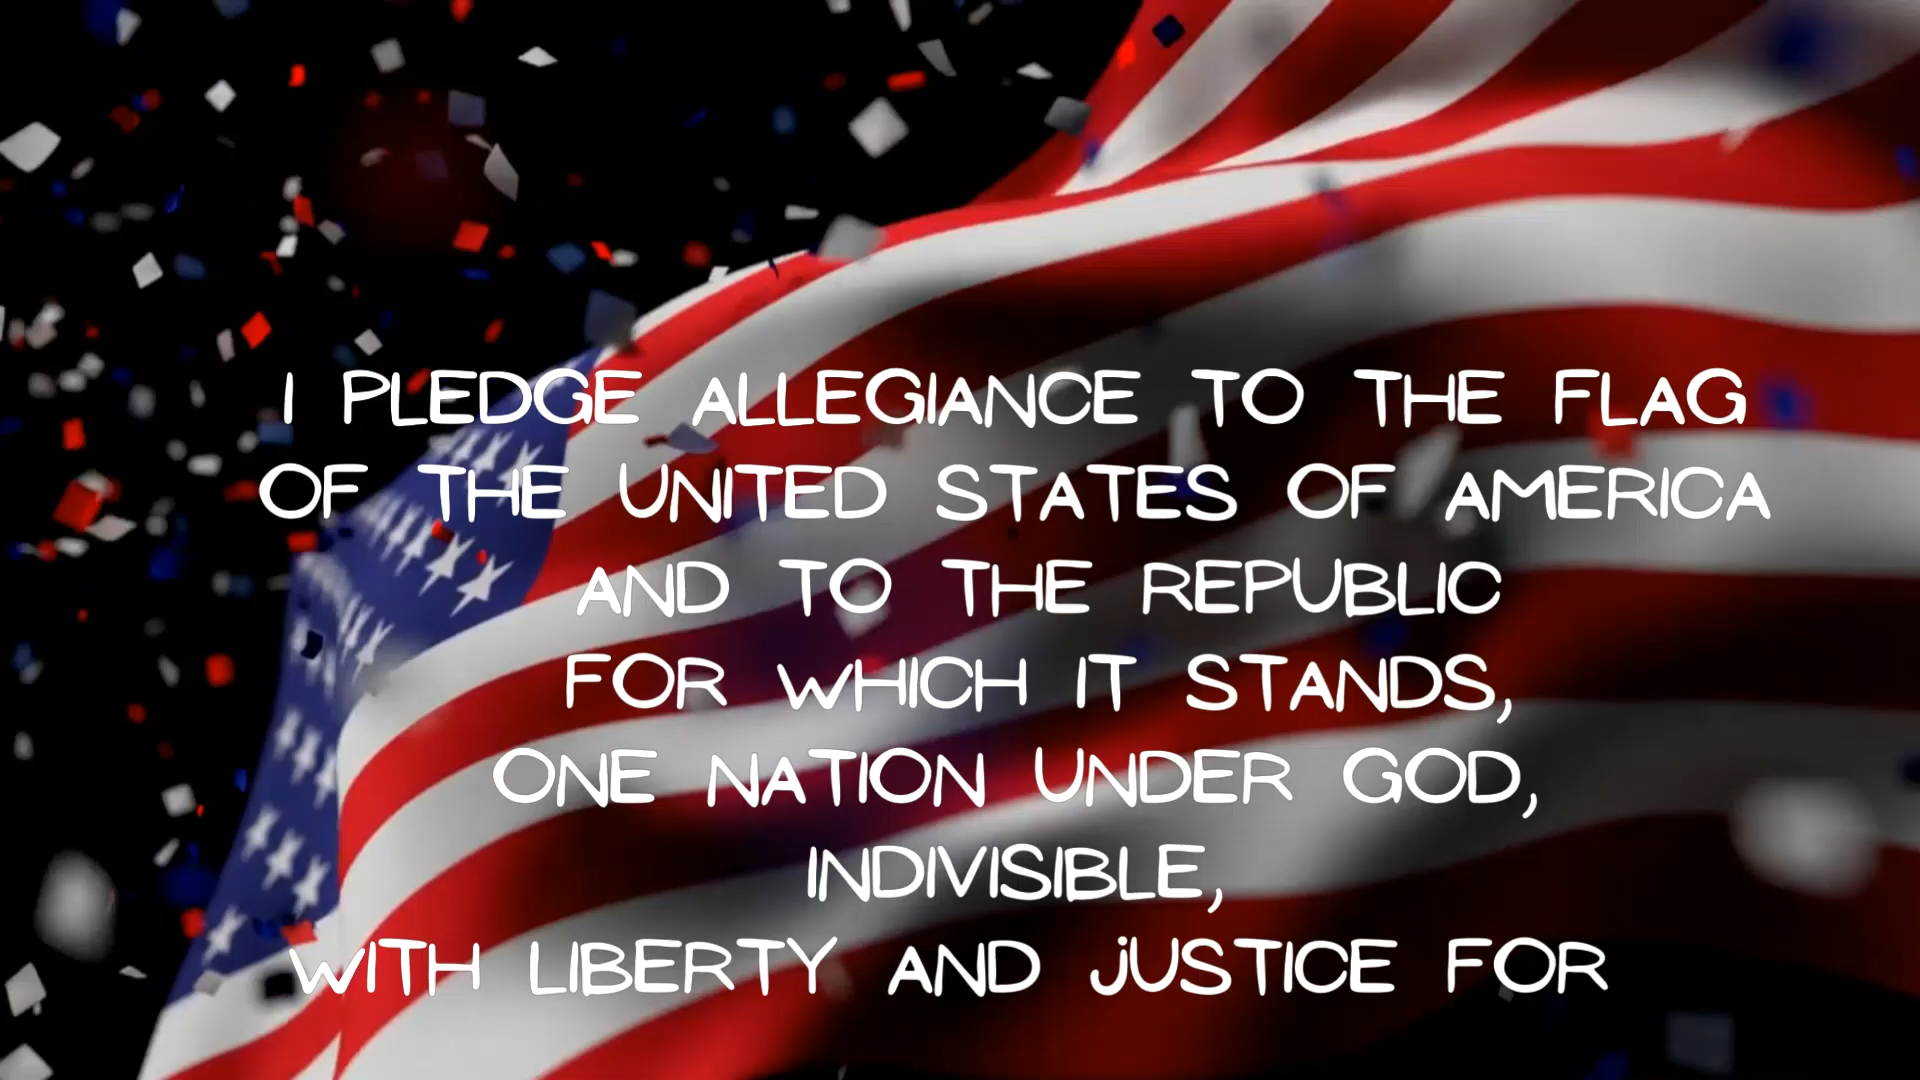 I PLEDGE ALLEGIANCE TO THE FLAG
OF THE UNITED STATES OF AMERICA
AND TO THE REPUBLIC
FOR WHICH IT STANDS,
ONE NATION UNDER GOD,
INDIVISIBLE,
WITH LIBERTY AND JUSTICE FOR